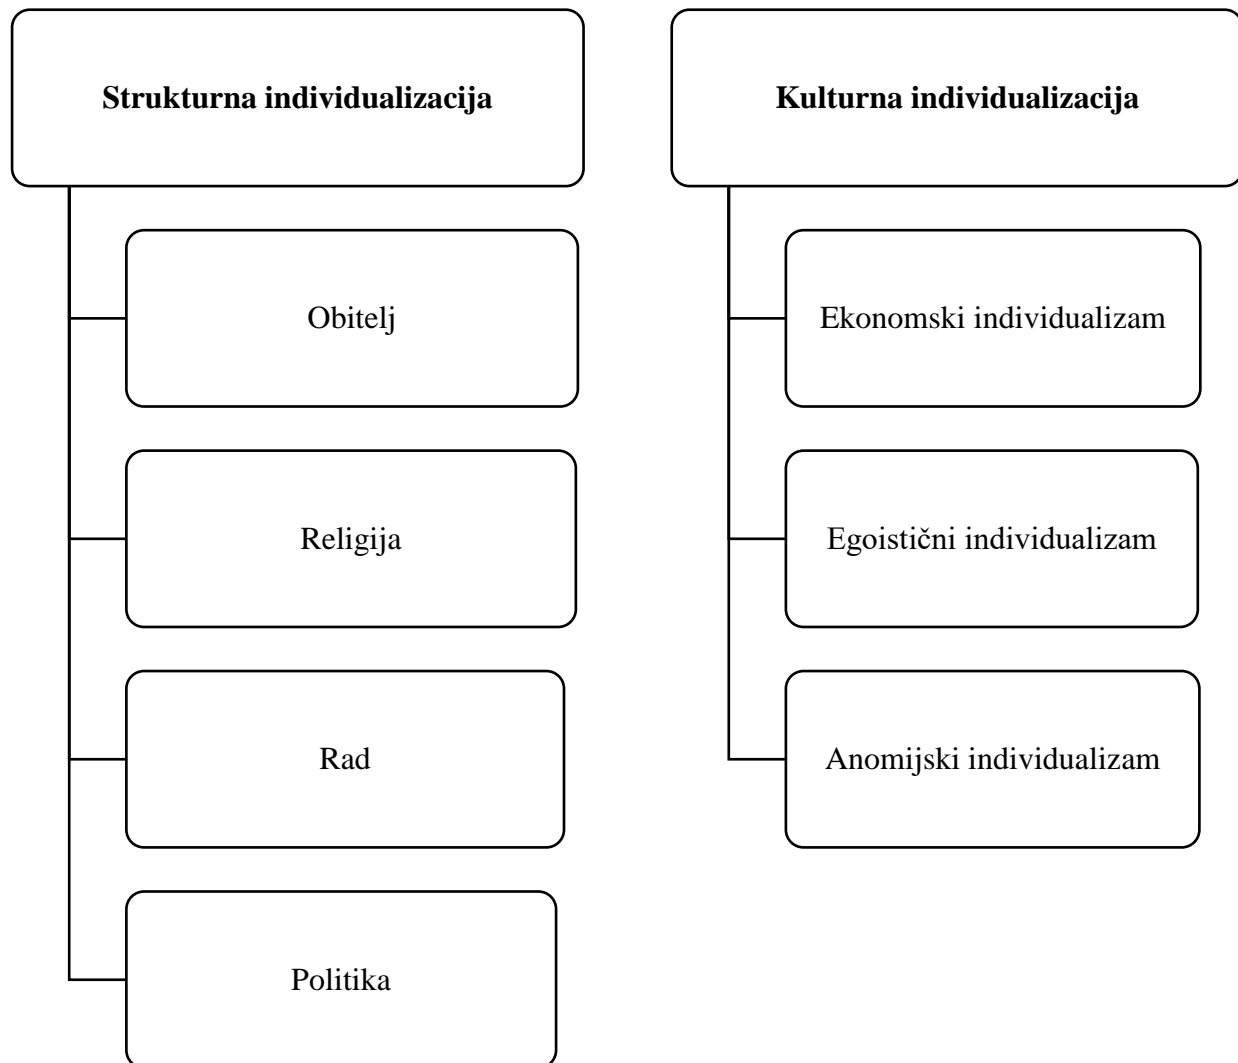 Strukturna individualizacija
Obitelj
Religija
Rad
Politika
Kulturna individualizacija
Ekonomski individualizam
Egoistični individualizam
Anomijski individualizam